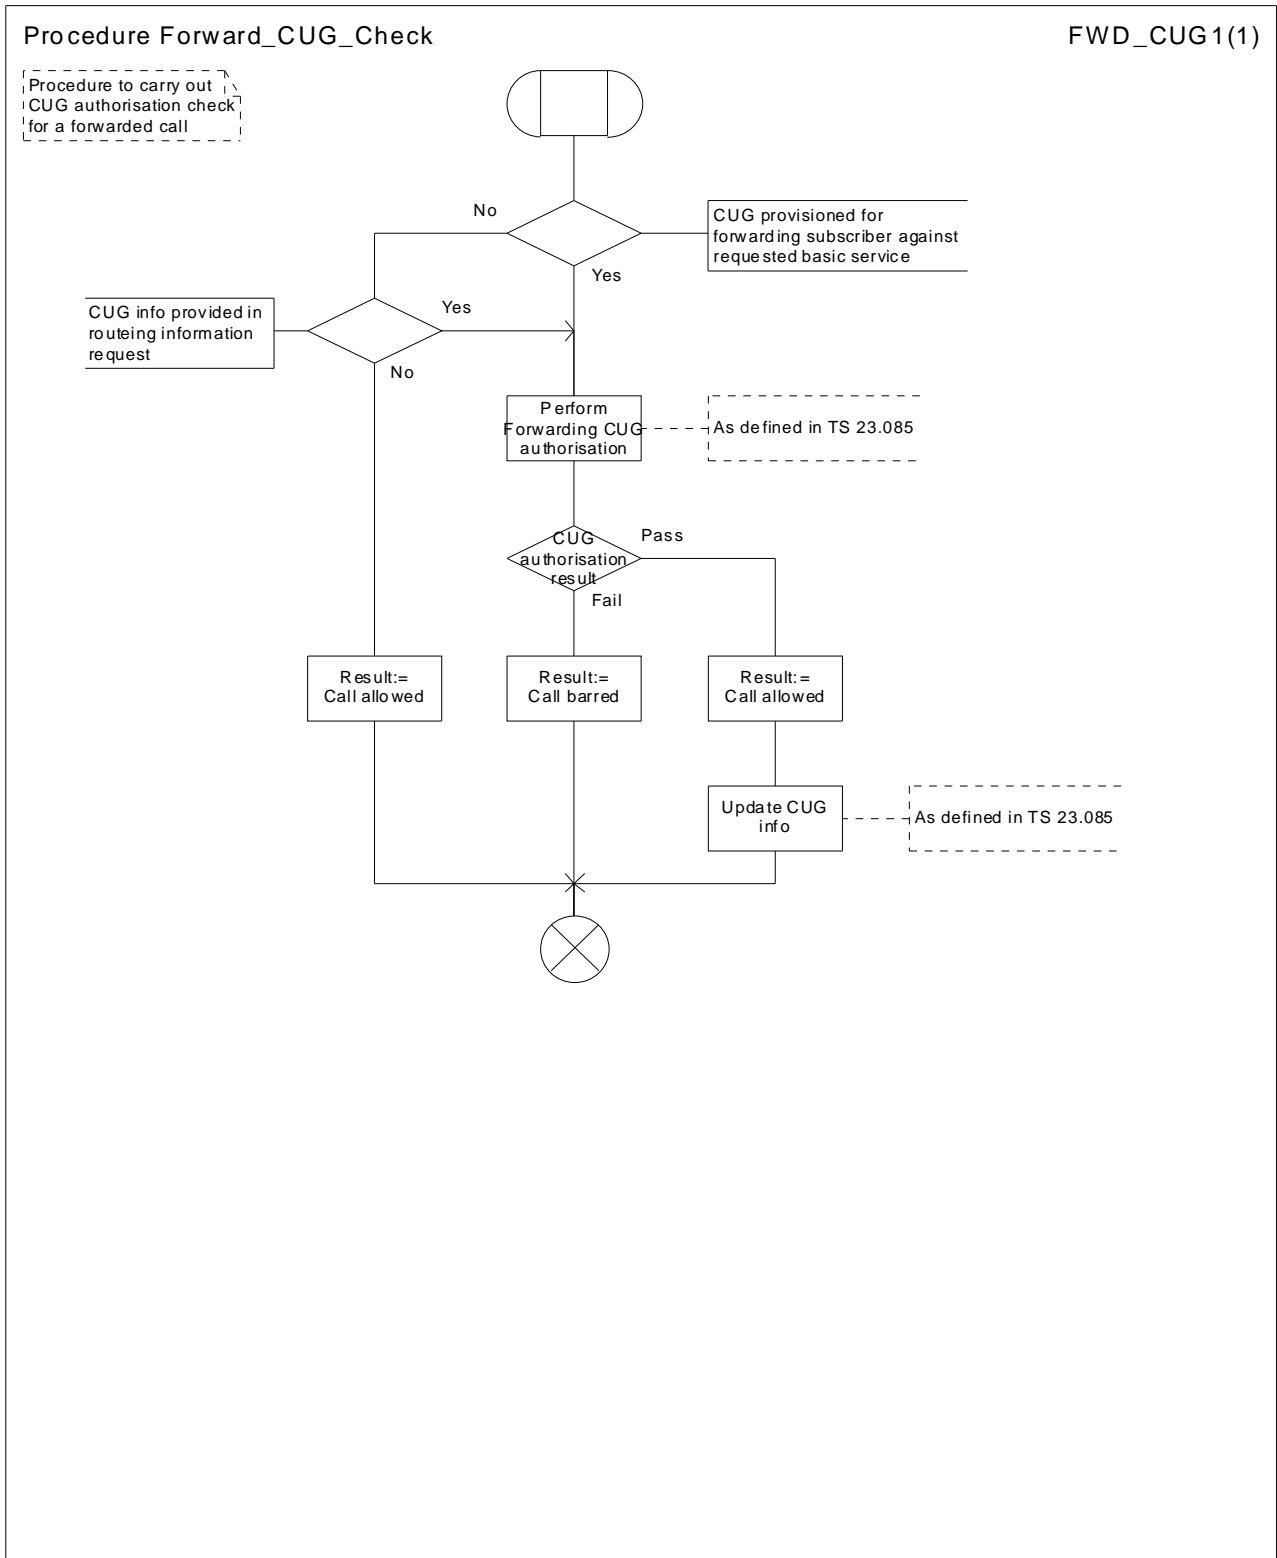 Procedure Forward_CUG_Check
FWD_CUG1(1)
Procedure to carry out
CUG authorisation check
for a forwarded call
No
CUG provisioned for
forwarding subscriber against
requested basic service
Yes
CUG info provided in
routeing information
request
Yes
No
Perform
Forwarding CUG
authorisation
As defined in TS 23.085
CUG
authorisation
result
Pass
Fail
Result:=
Call allowed
Result:=
Call barred
Result:=
Call allowed
Update CUG
info
As defined in TS 23.085